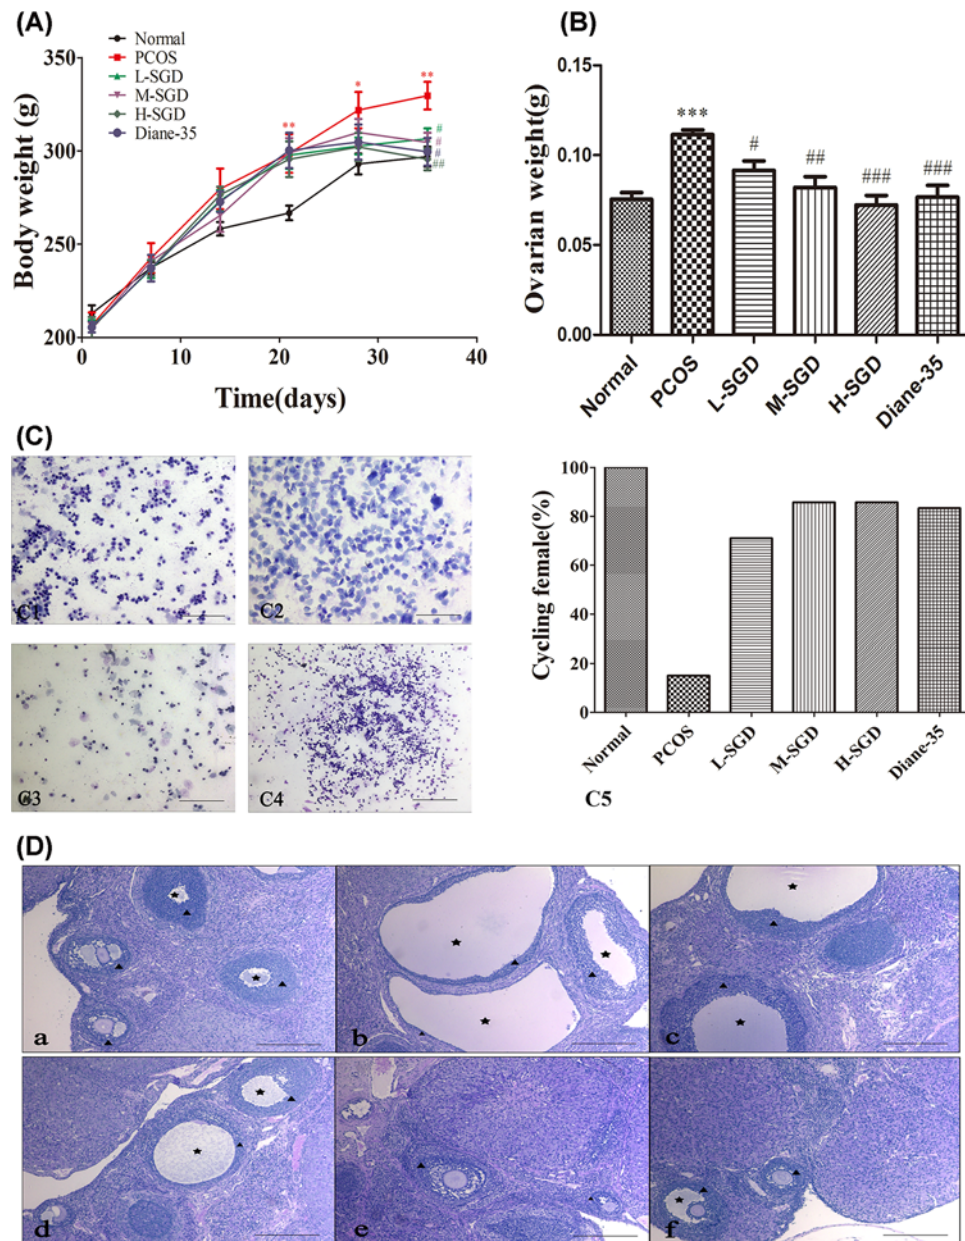 (A)
Normal
PCOS
L-SGD
M-SGD
H-SGD
Diane-35
350
300
250
200
Body weight (g)
**
*
**
#
#
#
##
0
10
20
30
40
Time(days)
(B)
0.15
0.10
0.05
0.00
Ovarian weight(g)
***
#
##
###
###
Normal
PCOS
L-SGD
M-SGD
H-SGD
Diane-35
(C)
C1
C2
C3
C4
100
80
60
40
20
0
Cycling female(%)
Normal
PCOS
L-SGD
M-SGD
H-SGD
Diane-35
C5
(D)
a
b
c
d
e
f